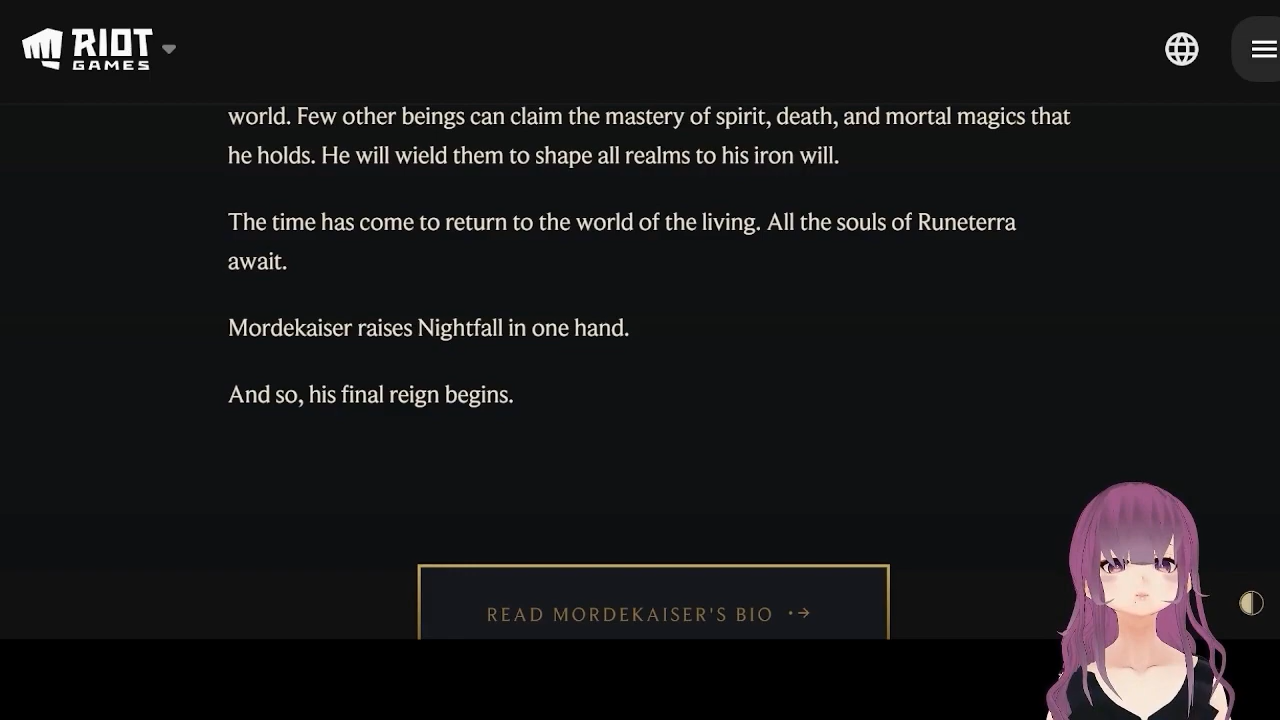 RIOT
GAMES
world. Few other beings can claim the mastery of spirit, death, and mortal magics that
he holds. He will wield them to shape all realms to his iron will.
The time has come to return to the world of the living. All the souls of Runeterra
await.
Mordekaiser raises Nightfall in one hand.
And so, his final reign begins.
READ MORDEKAISER'S BIO